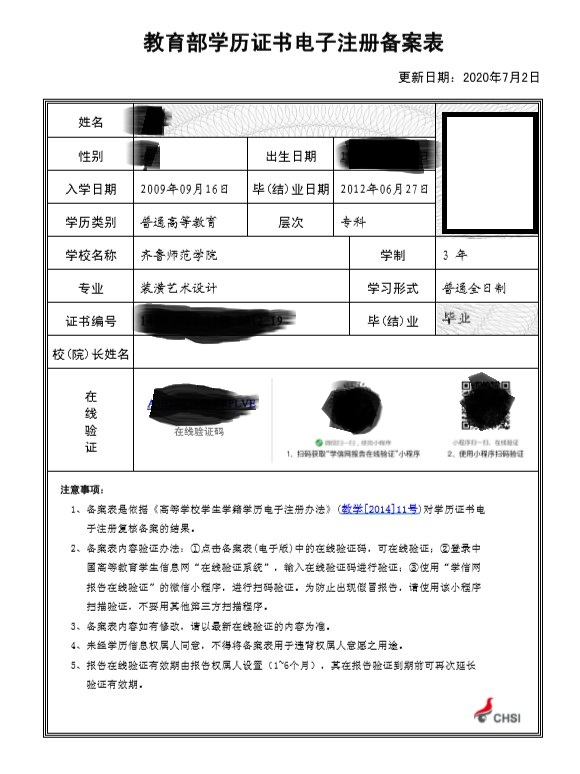 教育部学历证书电子注册备案表
更新日期：2020年7月2日
姓名
性别 出生日期
入学日期 2009年09月16日 毕(结)业日期 2012年06月27日
学历类别 普通高等教育 层次 专科
学校名称 齐鲁师范学院 学制 3 年
专业 装潢艺术设计 学习形式 普通全日制
证书编号 毕(结)业 毕业
校(院)长姓名
在线验证
在线验证码
微信扫一扫，使用小程序
1、扫码获取“学信网报告在线验证”小程序
小程序扫一扫，在线验证
2、使用小程序扫码验证
注意事项：
1、备案表是依据《高等学校学生学籍学历电子注册办法》(教学[2014]11号)对学历证书电
子注册复核备案的结果。
2、备案表内容验证办法：①点击备案表(电子版)中的在线验证码，可在线验证；②登录中
国高等教育学生信息网“在线验证系统”，输入在线验证码进行验证；③使用“学信网
报告在线验证”的微信小程序，进行扫码验证。为防止出现假冒报告，请使用该小程序
扫描验证，不要用其他第三方扫描程序。
3、备案表内容如有修改，请以最新在线验证的内容为准。
4、未经学历信息权属人同意，不得将备案表用于违背权属人意愿之用途。
5、报告在线验证有效期由报告权属人设置（1~6个月），其在报告验证到期前可再次延长
验证有效期。
CHSI